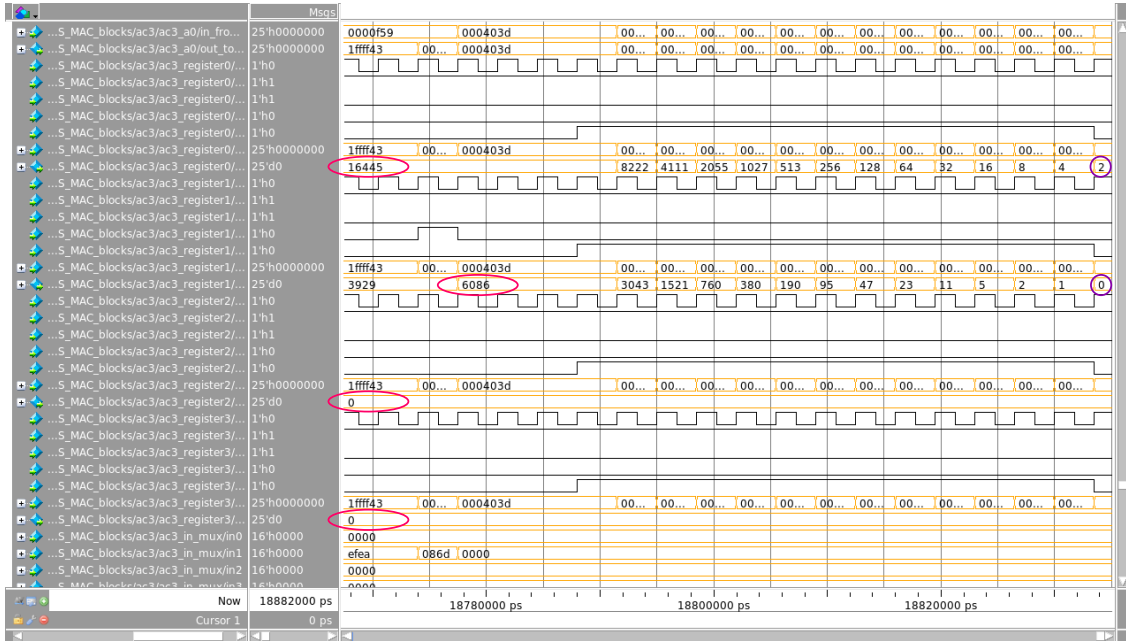 Msgs
...S_MAC_blocks/ac3/ac3_a0/in_fro... 25'h0000000 0000f59 000403d 00... 00... 00... 00... 00... 00... 00... 00... 00... 00... 00... 00...
...S_MAC_blocks/ac3/ac3_a0/out_to... 25'h0000000 1ffff43 00... 000403d 00... 00... 00... 00... 00... 00... 00... 00... 00... 00... 00... 00...
...S_MAC_blocks/ac3/ac3_register0/... 1'h0
...S_MAC_blocks/ac3/ac3_register0/... 1'h1
...S_MAC_blocks/ac3/ac3_register0/... 1'h0
...S_MAC_blocks/ac3/ac3_register0/... 1'h0
...S_MAC_blocks/ac3/ac3_register0/... 25'h0000000 1ffff43 00... 000403d 00... 00... 00... 00... 00... 00... 00... 00... 00... 00... 00... 00...
...S_MAC_blocks/ac3/ac3_register0/... 25'd0 16445 8222 4111 2055 1027 513 256 128 64 32 16 8 4 2
...S_MAC_blocks/ac3/ac3_register1/... 1'h0
...S_MAC_blocks/ac3/ac3_register1/... 1'h1
...S_MAC_blocks/ac3/ac3_register1/... 1'h1
...S_MAC_blocks/ac3/ac3_register1/... 1'h0
...S_MAC_blocks/ac3/ac3_register1/... 1'h0
...S_MAC_blocks/ac3/ac3_register1/... 25'h0000000 1ffff43 00... 000403d 00... 00... 00... 00... 00... 00... 00... 00... 00... 00... 00... 00...
...S_MAC_blocks/ac3/ac3_register1/... 25'd0 3929 6086 3043 1521 760 380 190 95 47 23 11 5 2 1 0
...S_MAC_blocks/ac3/ac3_register2/... 1'h0
...S_MAC_blocks/ac3/ac3_register2/... 1'h1
...S_MAC_blocks/ac3/ac3_register2/... 1'h1
...S_MAC_blocks/ac3/ac3_register2/... 1'h0
...S_MAC_blocks/ac3/ac3_register2/... 1'h0
...S_MAC_blocks/ac3/ac3_register2/... 25'h0000000 1ffff43 00... 000403d 00... 00... 00... 00... 00... 00... 00... 00... 00... 00... 00... 00...
...S_MAC_blocks/ac3/ac3_register2/... 25'd0 0
...S_MAC_blocks/ac3/ac3_register3/... 1'h0
...S_MAC_blocks/ac3/ac3_register3/... 1'h1
...S_MAC_blocks/ac3/ac3_register3/... 1'h1
...S_MAC_blocks/ac3/ac3_register3/... 1'h0
...S_MAC_blocks/ac3/ac3_register3/... 1'h0
...S_MAC_blocks/ac3/ac3_register3/... 25'h0000000 1ffff43 00... 000403d 00... 00... 00... 00... 00... 00... 00... 00... 00... 00... 00... 00...
...S_MAC_blocks/ac3/ac3_register3/... 25'd0 0
...S_MAC_blocks/ac3/ac3_in_mux/in0 16'h0000 0000
...S_MAC_blocks/ac3/ac3_in_mux/in1 16'h0000 efea 086d 0000
...S_MAC_blocks/ac3/ac3_in_mux/in2 16'h0000 0000
...S_MAC_blocks/ac3/ac3_in_mux/in3 16'h0000 0000
Now 18882000 ps 18780000 ps 18800000 ps 18820000 ps
Cursor 1 0 ps